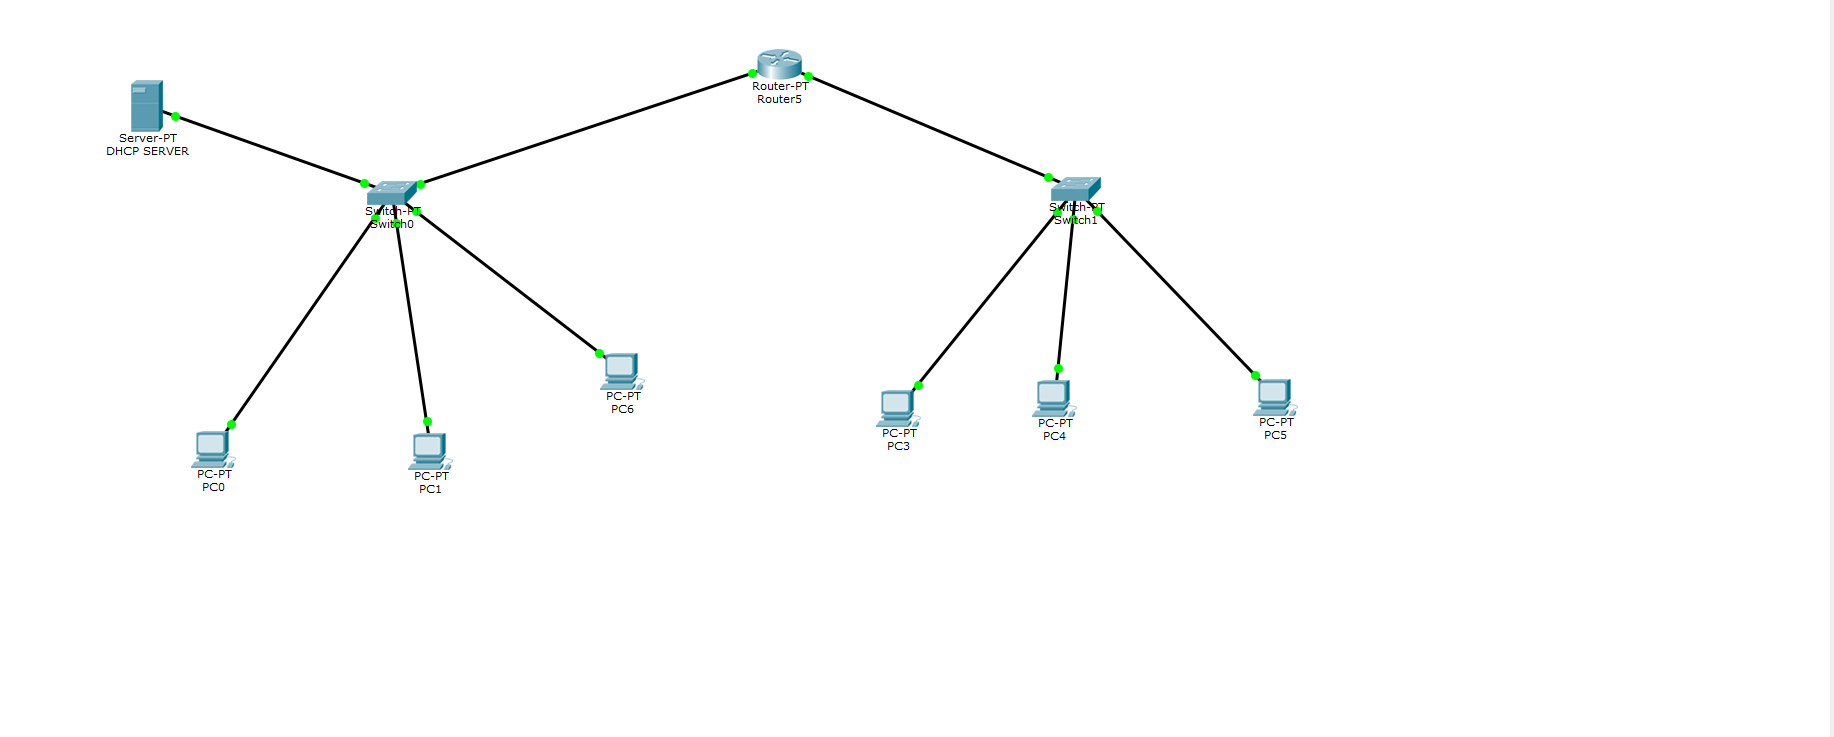 Router-PT
Router5
Server-PT
DHCP SERVER
Switch-PT
Switch0
Switch-PT
Switch1
PC-PT
PC6
PC-PT
PC3
PC-PT
PC4
PC-PT
PC5
PC-PT
PC0
PC-PT
PC1